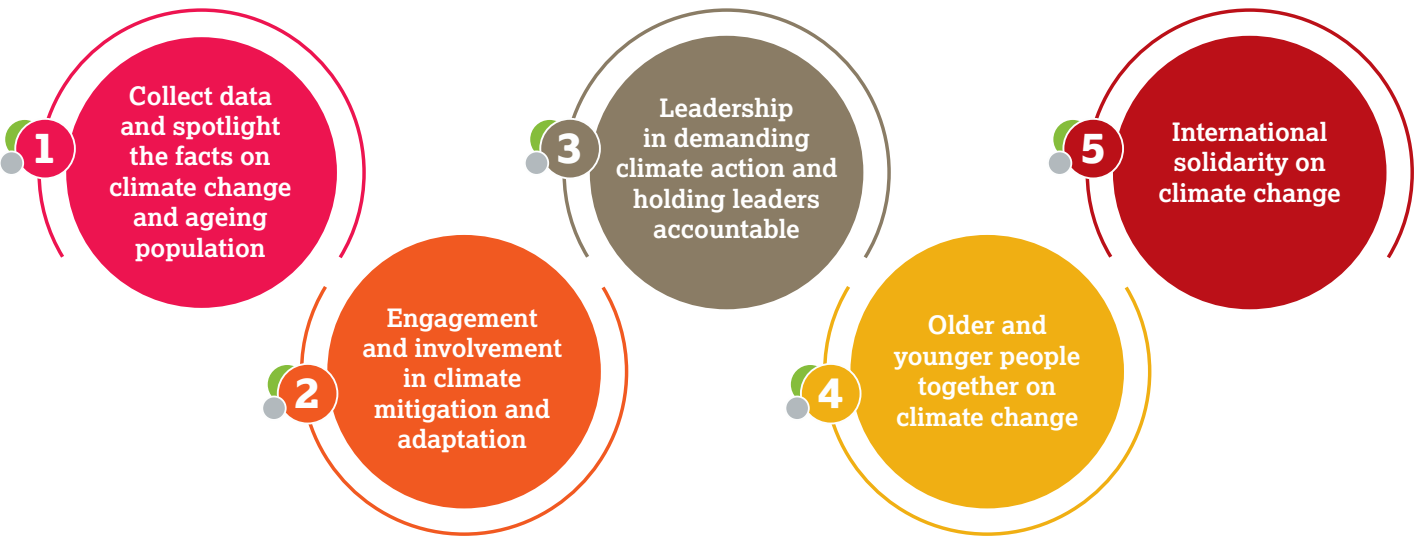 1
Collect data
and spotlight
the facts on
climate change
and ageing
population
2
Engagement
and involvement
in climate
mitigation and
adaptation
3
Leadership
in demanding
climate action and
holding leaders
accountable
4
Older and
younger people
together on
climate change
5
International
solidarity on
climate change